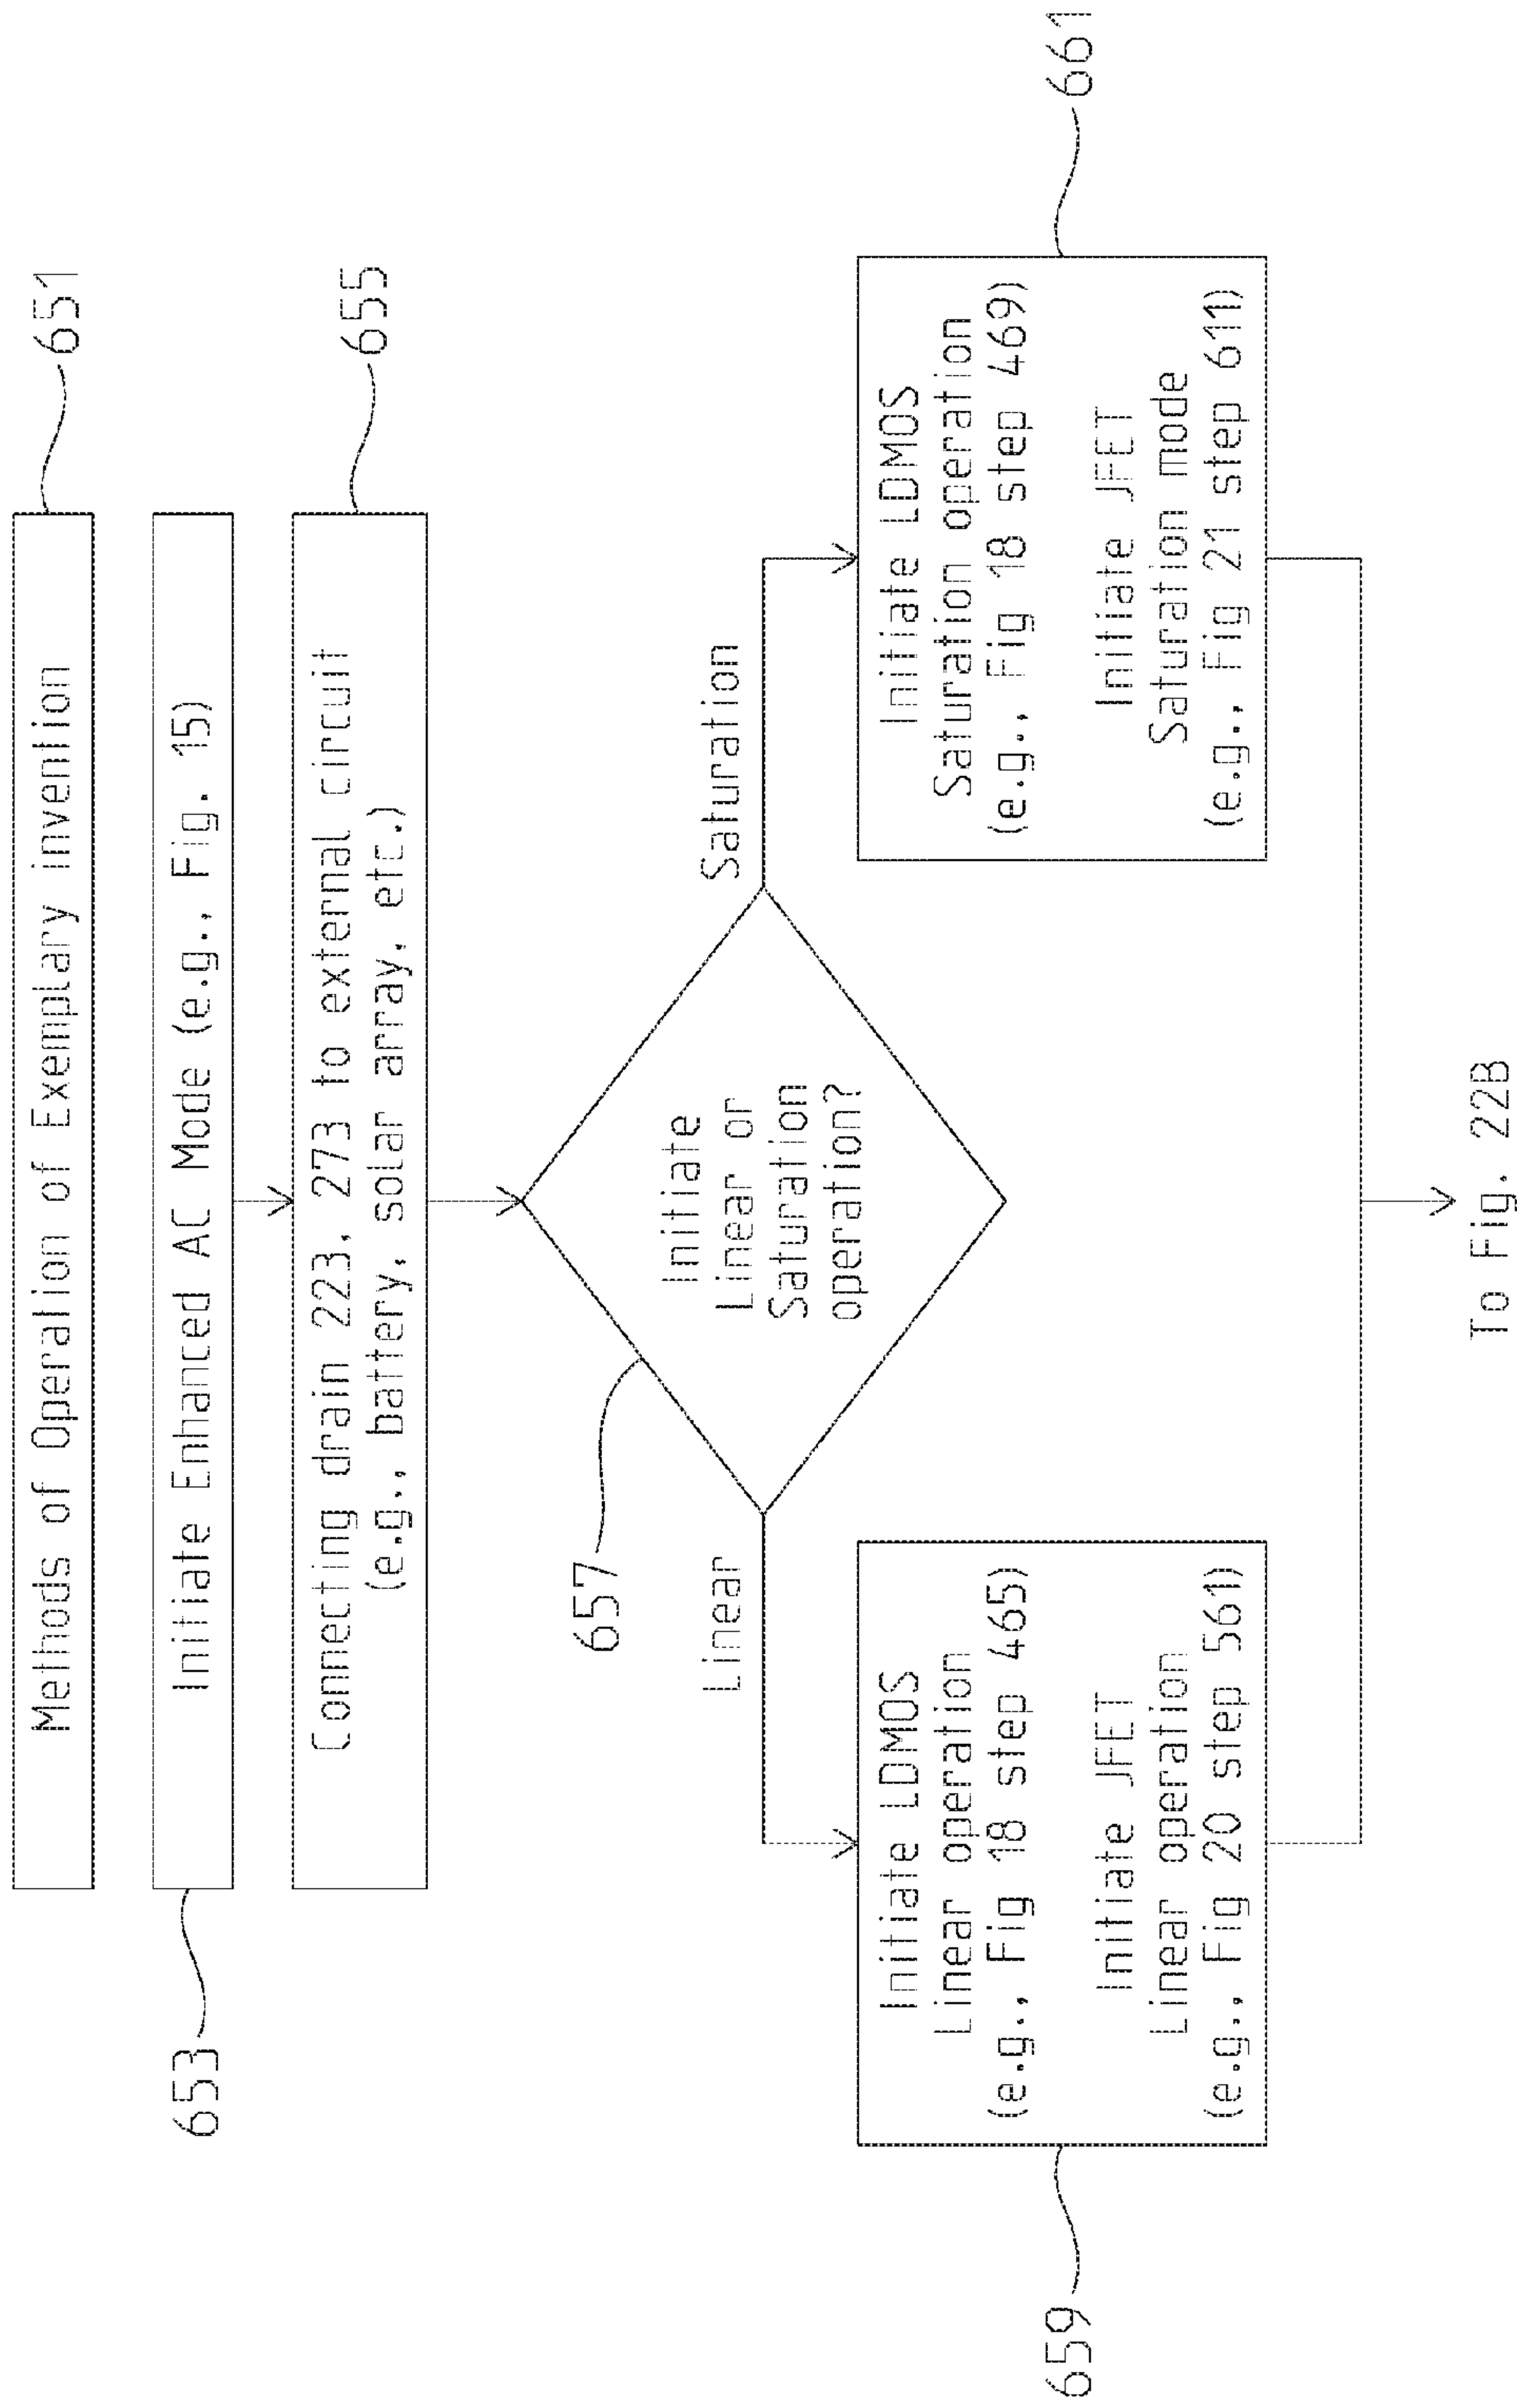 Methods of Operation of Exemplary invention
651
Initiate Enhanced AC Mode (e.g., Fig. 15)
653
Connecting drain 223, 273 to external circuit
(e.g., battery, solar array, etc.)
655
657
Initiate
Linear or
Saturation
operation?
Linear
Saturation
Initiate LDMOS
Linear operation
(e.g., Fig 18 step 465)
Initiate JFET
Linear operation
(e.g., Fig 20 step 561)
659
Initiate LDMOS
Saturation operation
(e.g., Fig 18 step 469)
Initiate JFET
Saturation mode
(e.g., Fig 21 step 611)
661
To Fig. 22B